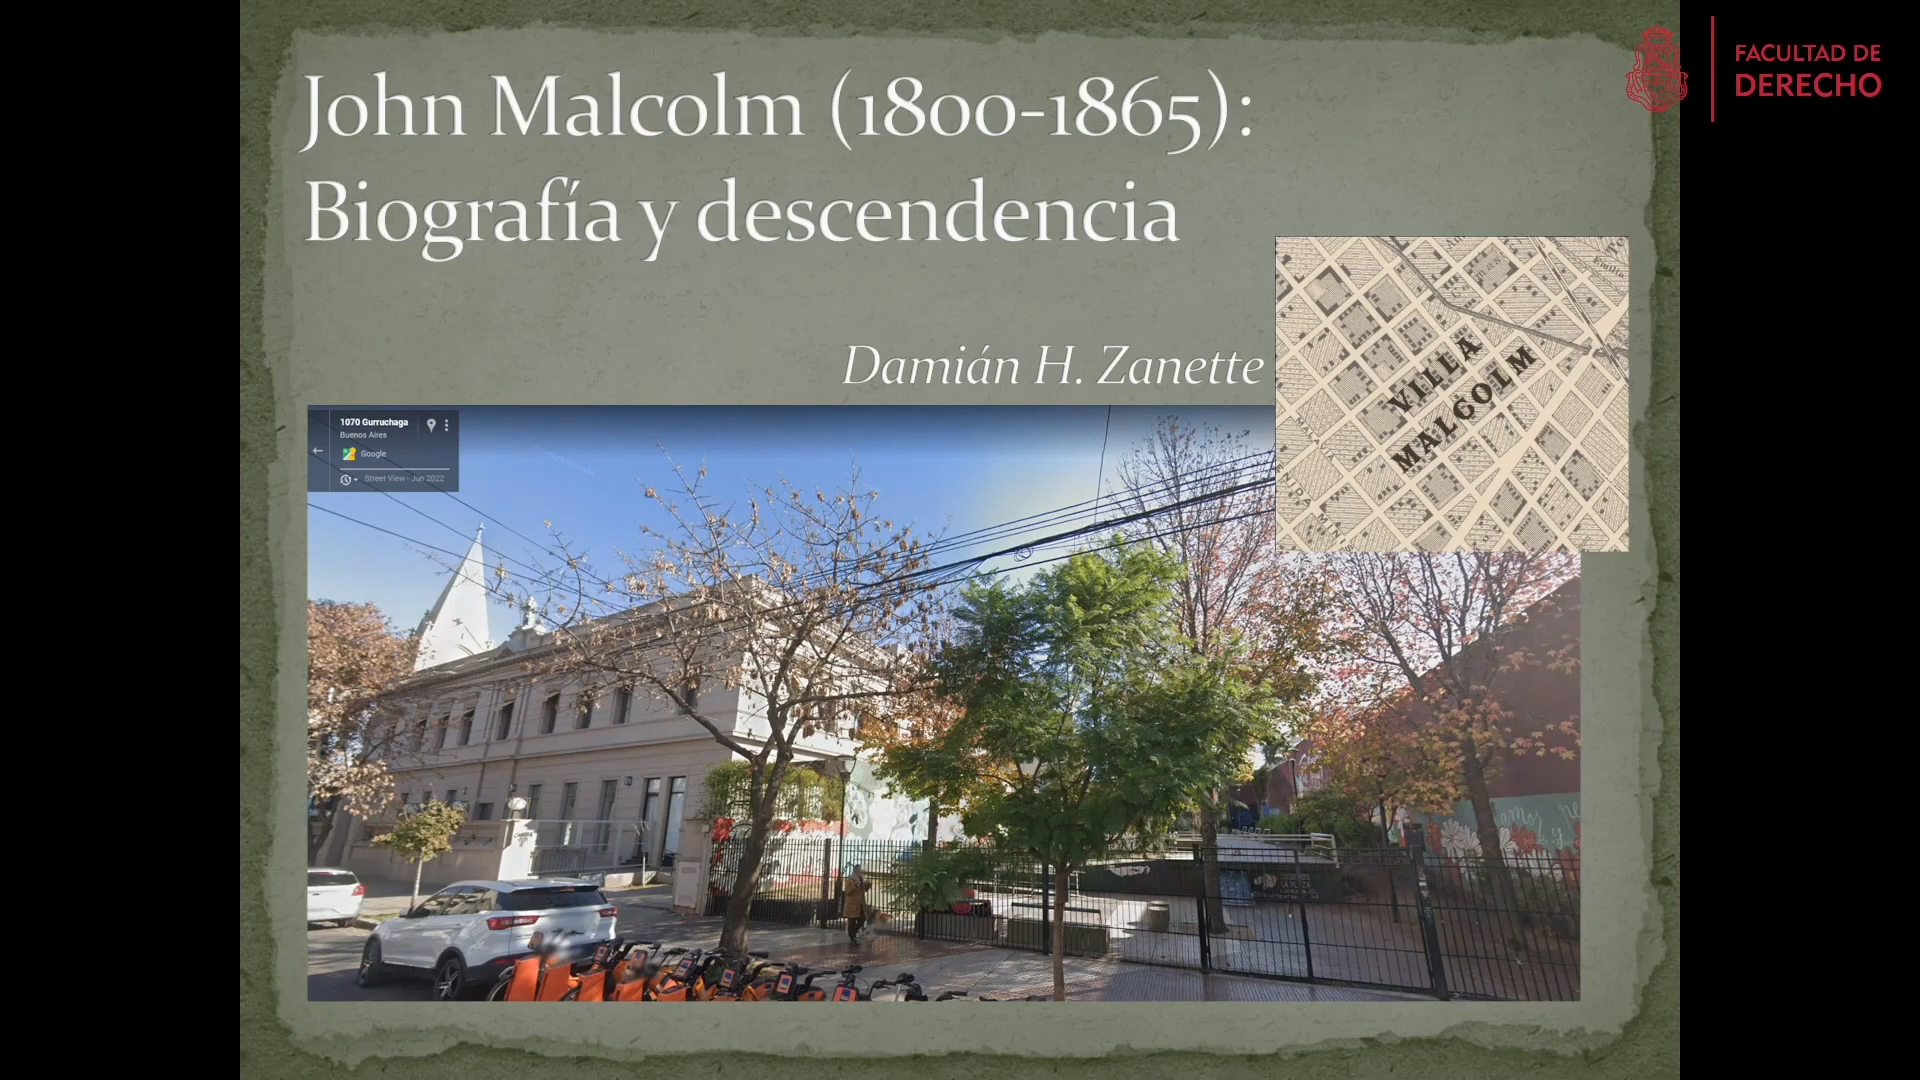 FACULTAD DE
DERECHO
John Malcolm (1800-1865):
Biografía y descendencia
Damián H. Zanette
VILLA
MALCOLM
1070 Gurruchaga
Buenos Aires
Google
Street View - Jun 2022